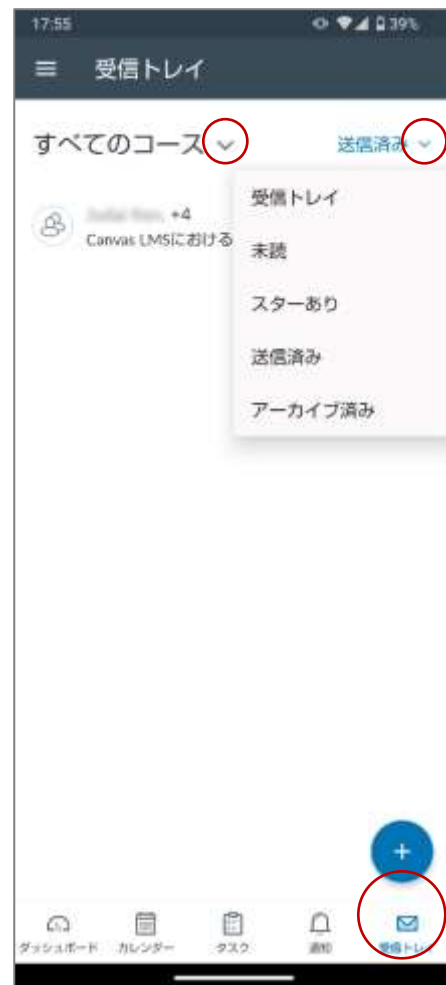 17:55 39%
受信トレイ
すべてのコース 送信済み
受信トレイ
+4
Canvas LMSにおける
未読
スターあり
送信済み
アーカイブ済み
+
ダッシュボード カレンダー タスク 通知 受信トレイ